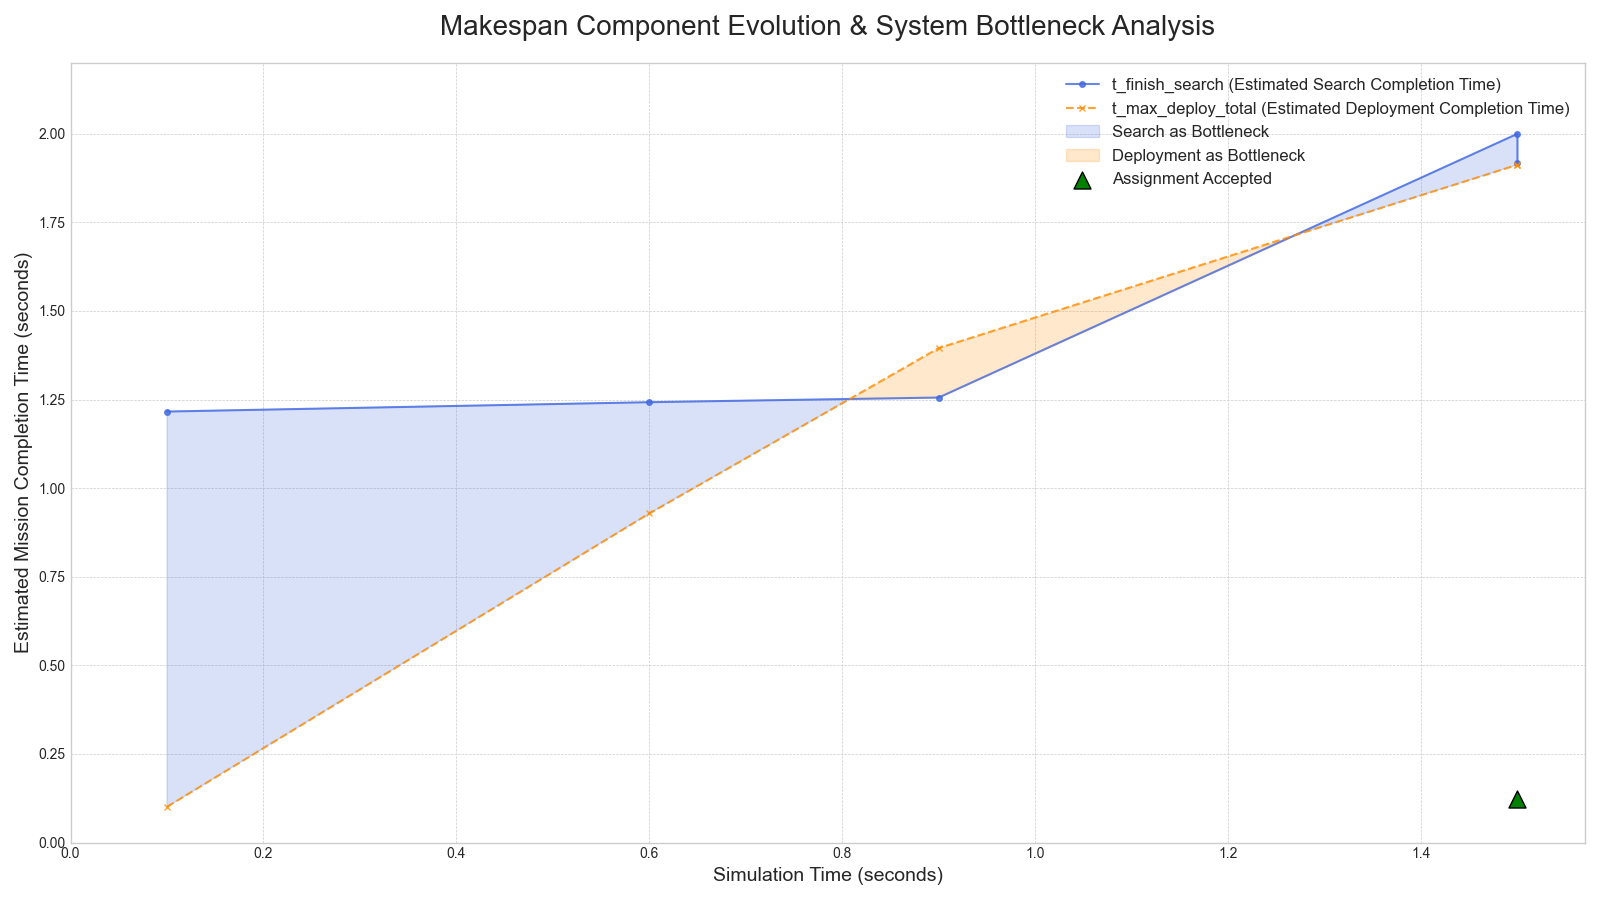 Makespan Component Evolution & System Bottleneck Analysis
t_finish_search (Estimated Search Completion Time)
t_max_deploy_total (Estimated Deployment Completion Time)
Search as Bottleneck
Deployment as Bottleneck
Assignment Accepted
Estimated Mission Completion Time (seconds)
2.00
1.75
1.50
1.25
1.00
0.75
0.50
0.25
0.00
0.0 0.2 0.4 0.6 0.8 1.0 1.2 1.4
Simulation Time (seconds)